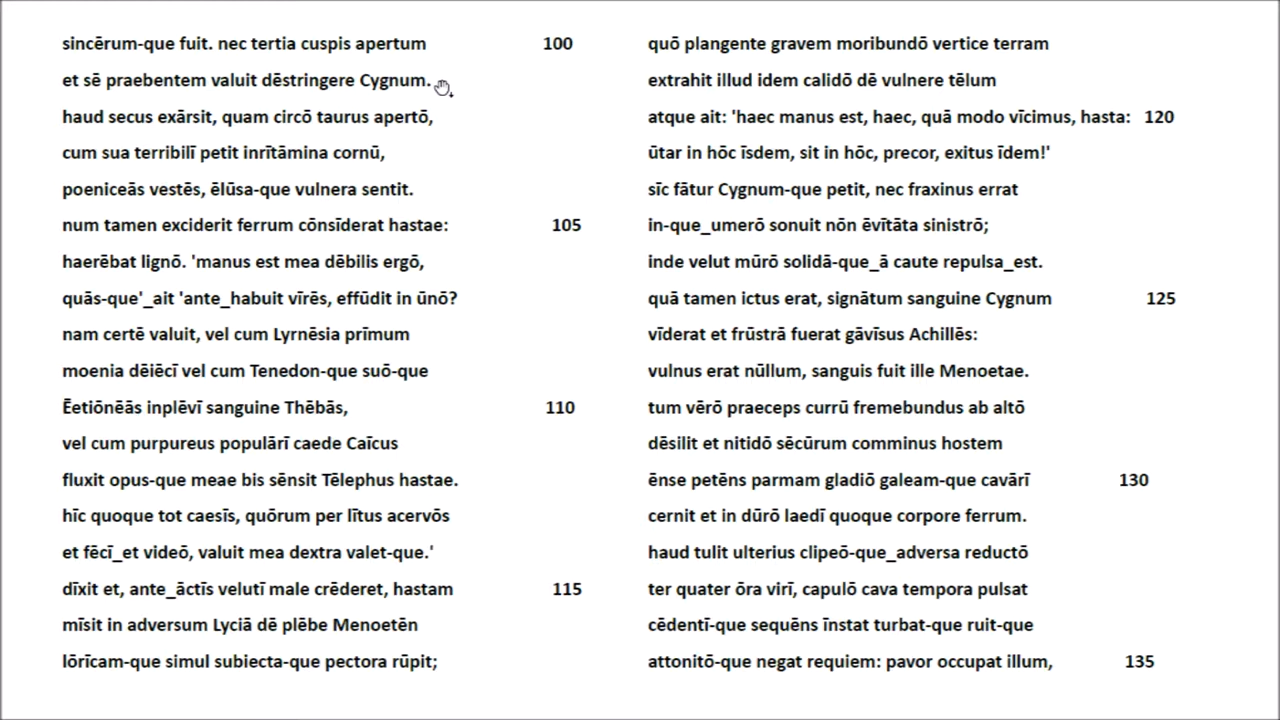 sincērum-que fuit. nec tertia cuspis apertum 100
et sē praebentem valuit dēstringere Cygnum.
haud secus exārsit, quam circō taurus apertō,
cum sua terribilī petit inrītāmina cornū,
poeniceās vestēs, ēlūsa-que vulnera sentit.
num tamen exciderit ferrum cōnsīderat hastae: 105
haerēbat lignō. 'manus est mea dēbilis ergō,
quās-que'_ait 'ante_habuit vīrēs, effūdit in ūnō?
nam certē valuit, vel cum Lyrnēsia prīmum
moenia dēiēcī vel cum Tenedon-que suō-que
Ēetiōnēās inplēvī sanguine Thēbās, 110
vel cum purpureus populārī caede Caīcus
fluxit opus-que meae bis sēnsit Tēlephus hastae.
hīc quoque tot caesīs, quōrum per lītus acervōs
et fēcī_et videō, valuit mea dextra valet-que.'
dīxit et, ante_āctīs velutī male crēderet, hastam 115
mīsit in adversum Lyciā dē plēbe Menoetēn
lōrīcam-que simul subiecta-que pectora rūpit;
quō plangente gravem moribundō vertice terram
extrahit illud idem calidō dē vulnere tēlum
atque ait: 'haec manus est, haec, quā modo vīcimus, hasta: 120
ūtar in hōc īsdem, sit in hōc, precor, exitus īdem!'
sīc fātur Cygnum-que petit, nec fraxinus errat
in-que_umerō sonuit nōn ēvītāta sinistrō;
inde velut mūrō solidā-que_ā caute repulsa_est.
quā tamen ictus erat, signātum sanguine Cygnum 125
vīderat et frūstrā fuerat gāvīsus Achillēs:
vulnus erat nūllum, sanguis fuit ille Menoetae.
tum vērō praeceps currū fremebundus ab altō
dēsilit et nitidō sēcūrum comminus hostem
ēnse petēns parmam gladiō galeam-que cavārī 130
cernit et in dūrō laedī quoque corpore ferrum.
haud tulit ulterius clipeō-que_adversa reductō
ter quater ōra virī, capulō cava tempora pulsat
cēdentī-que sequēns īnstat turbat-que ruit-que
attonitō-que negat requiem: pavor occupat illum, 135